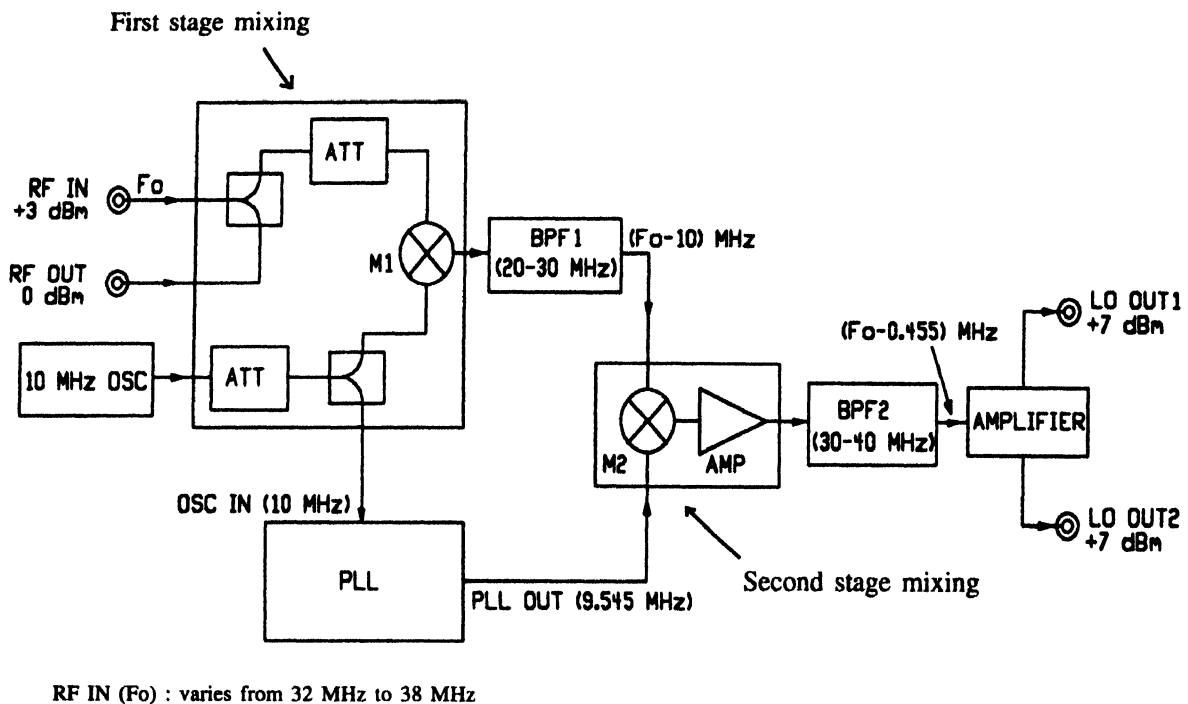 First stage mixing
ATT
RF IN
+3 dBm
Fo
RF OUT
0 dBm
M1
BPF1
(20-30 MHz)
(Fo-10) MHz
10 MHz OSC
ATT
LO OUT1
+7 dBm
(Fo-0.455) MHz
M2
AMP
BPF2
(30-40 MHz)
AMPLIFIER
OSC IN (10 MHz)
LO OUT2
+7 dBm
PLL
PLL OUT (9.545 MHz)
Second stage mixing
RF IN (Fo) : varies from 32 MHz to 38 MHz